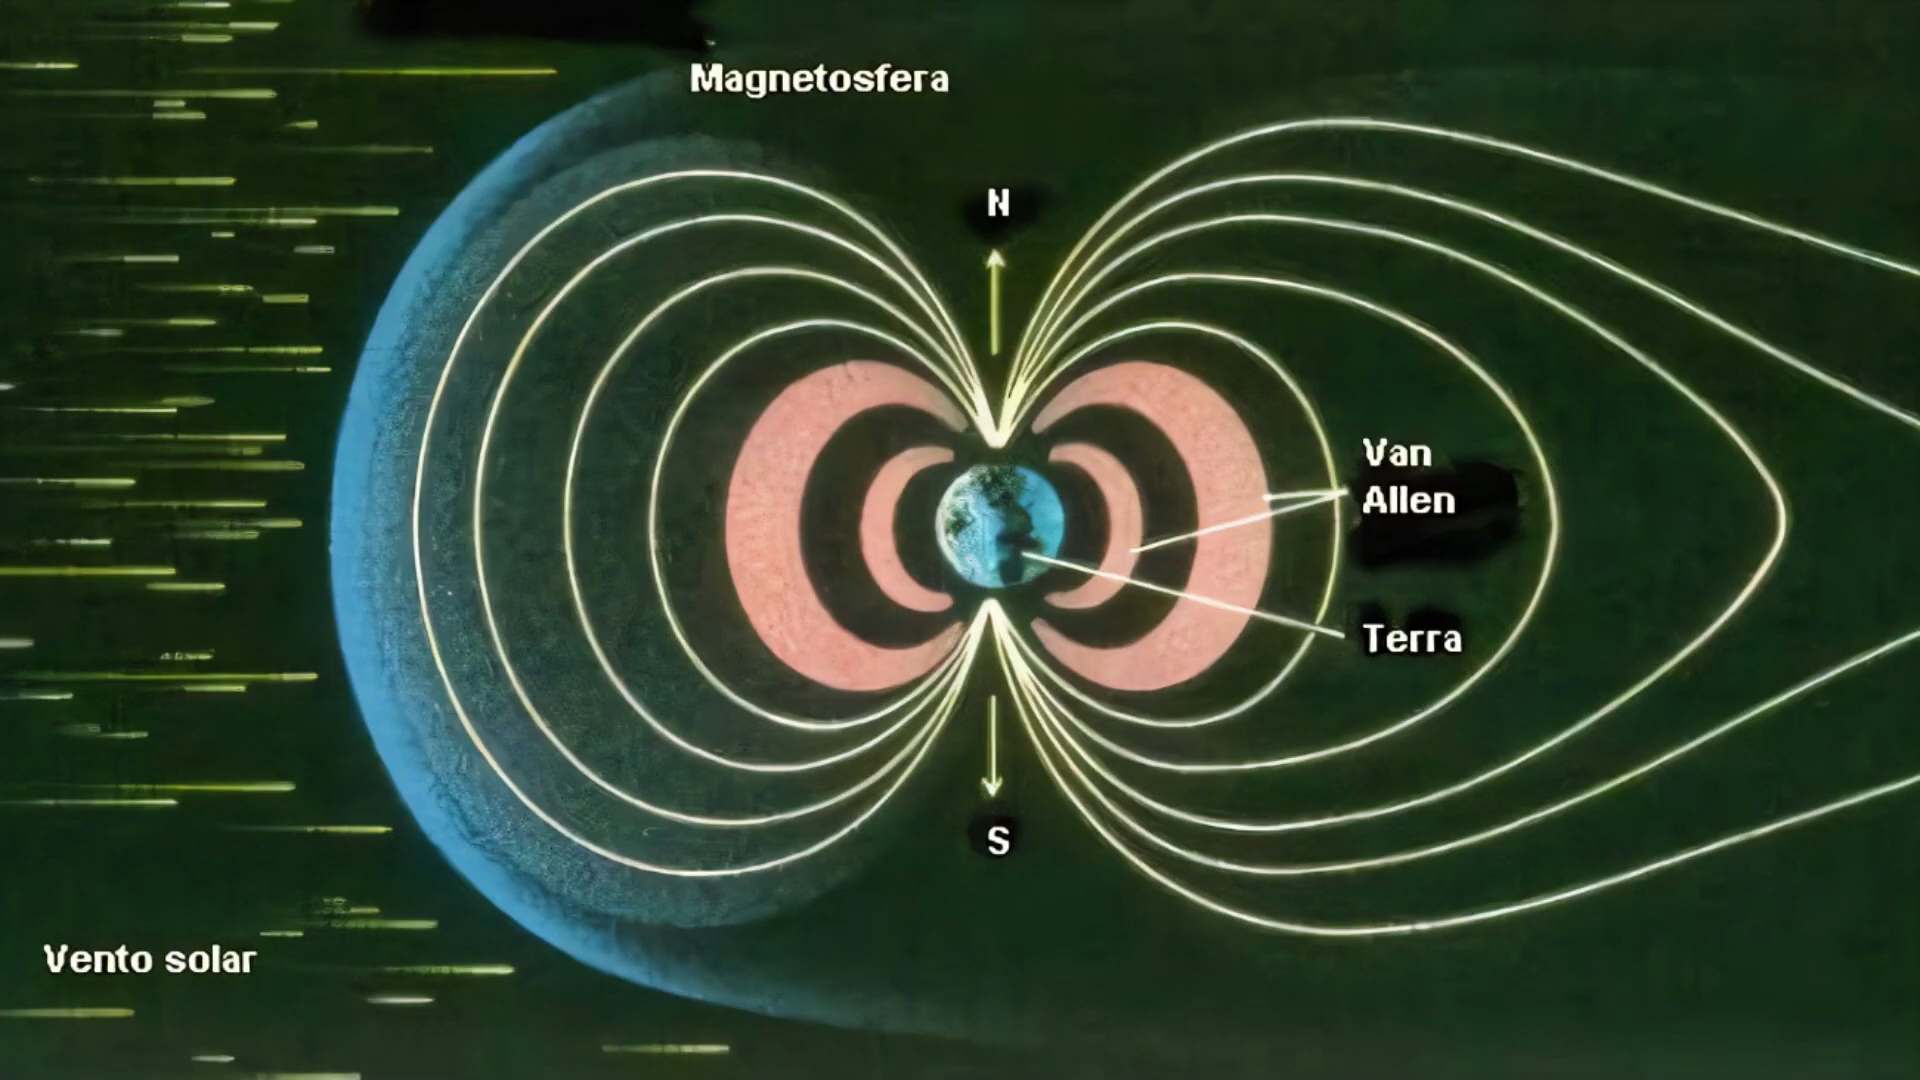 Magnetosfera
N
Van
Allen
Terra
S
Vento solar